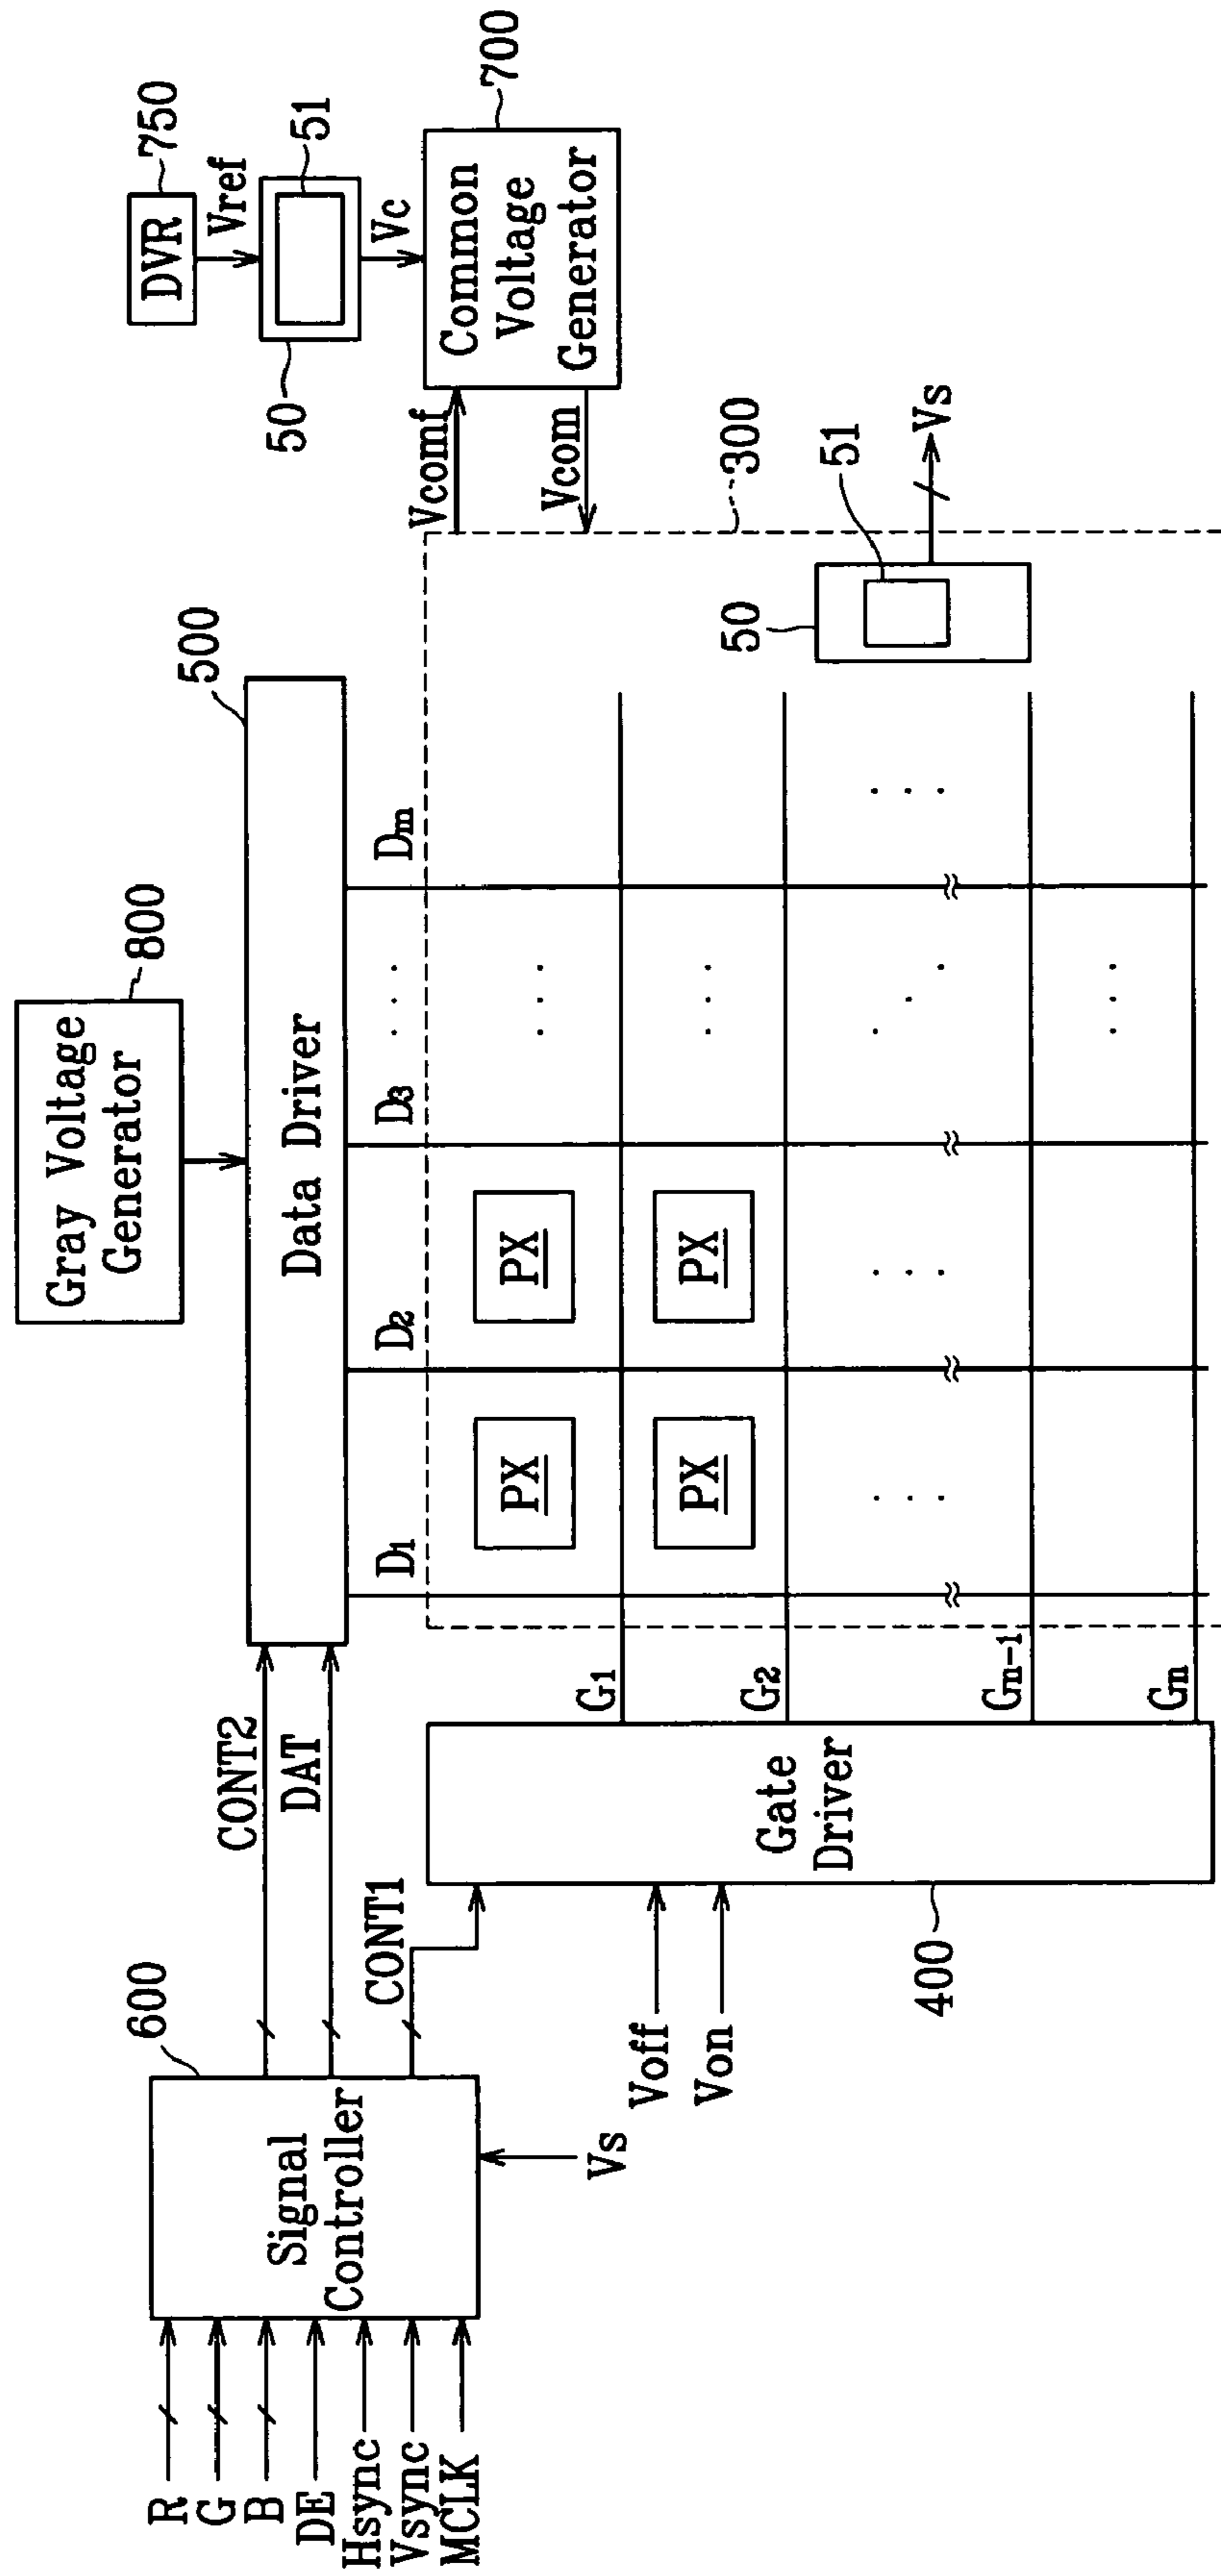 Gray Voltage
Generator
800
DVR
750
Vref
50
51
Vc
500
Data Driver
Common
Voltage
Generator
700
Vcomf
Vcom
600
Signal
Controller
R
G
B
DE
Hsync
Vsync
MCLK
CONT2
DAT
CONT1
Vs
Voff
Von
Gate
Driver
400
D1
D2
D3
. . .
Dm
300
PX
PX
. . .
PX
PX
. . .
G1
G2
Gn-1
Gn
. . .
. . .
. . .
. . .
. . .
50
51
Vs